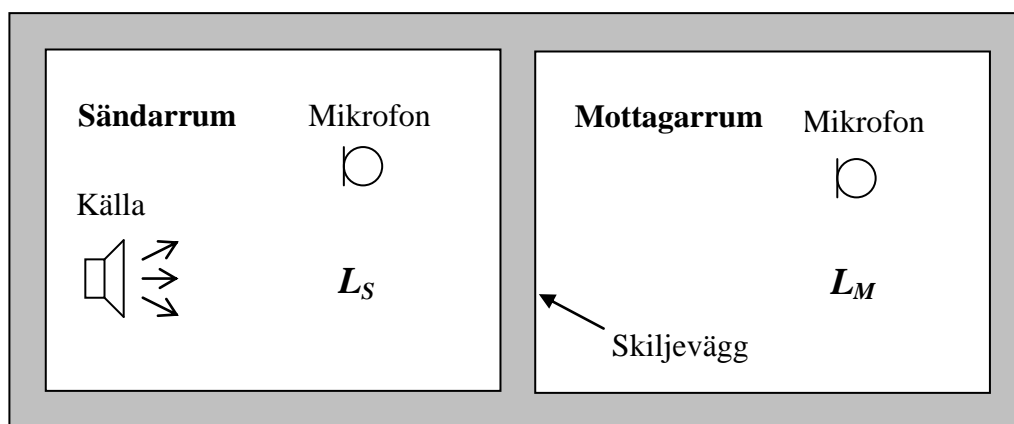 Sändarrum
Mikrofon
Källa
L_S
Mottagarrum
Mikrofon
L_M
Skiljevägg